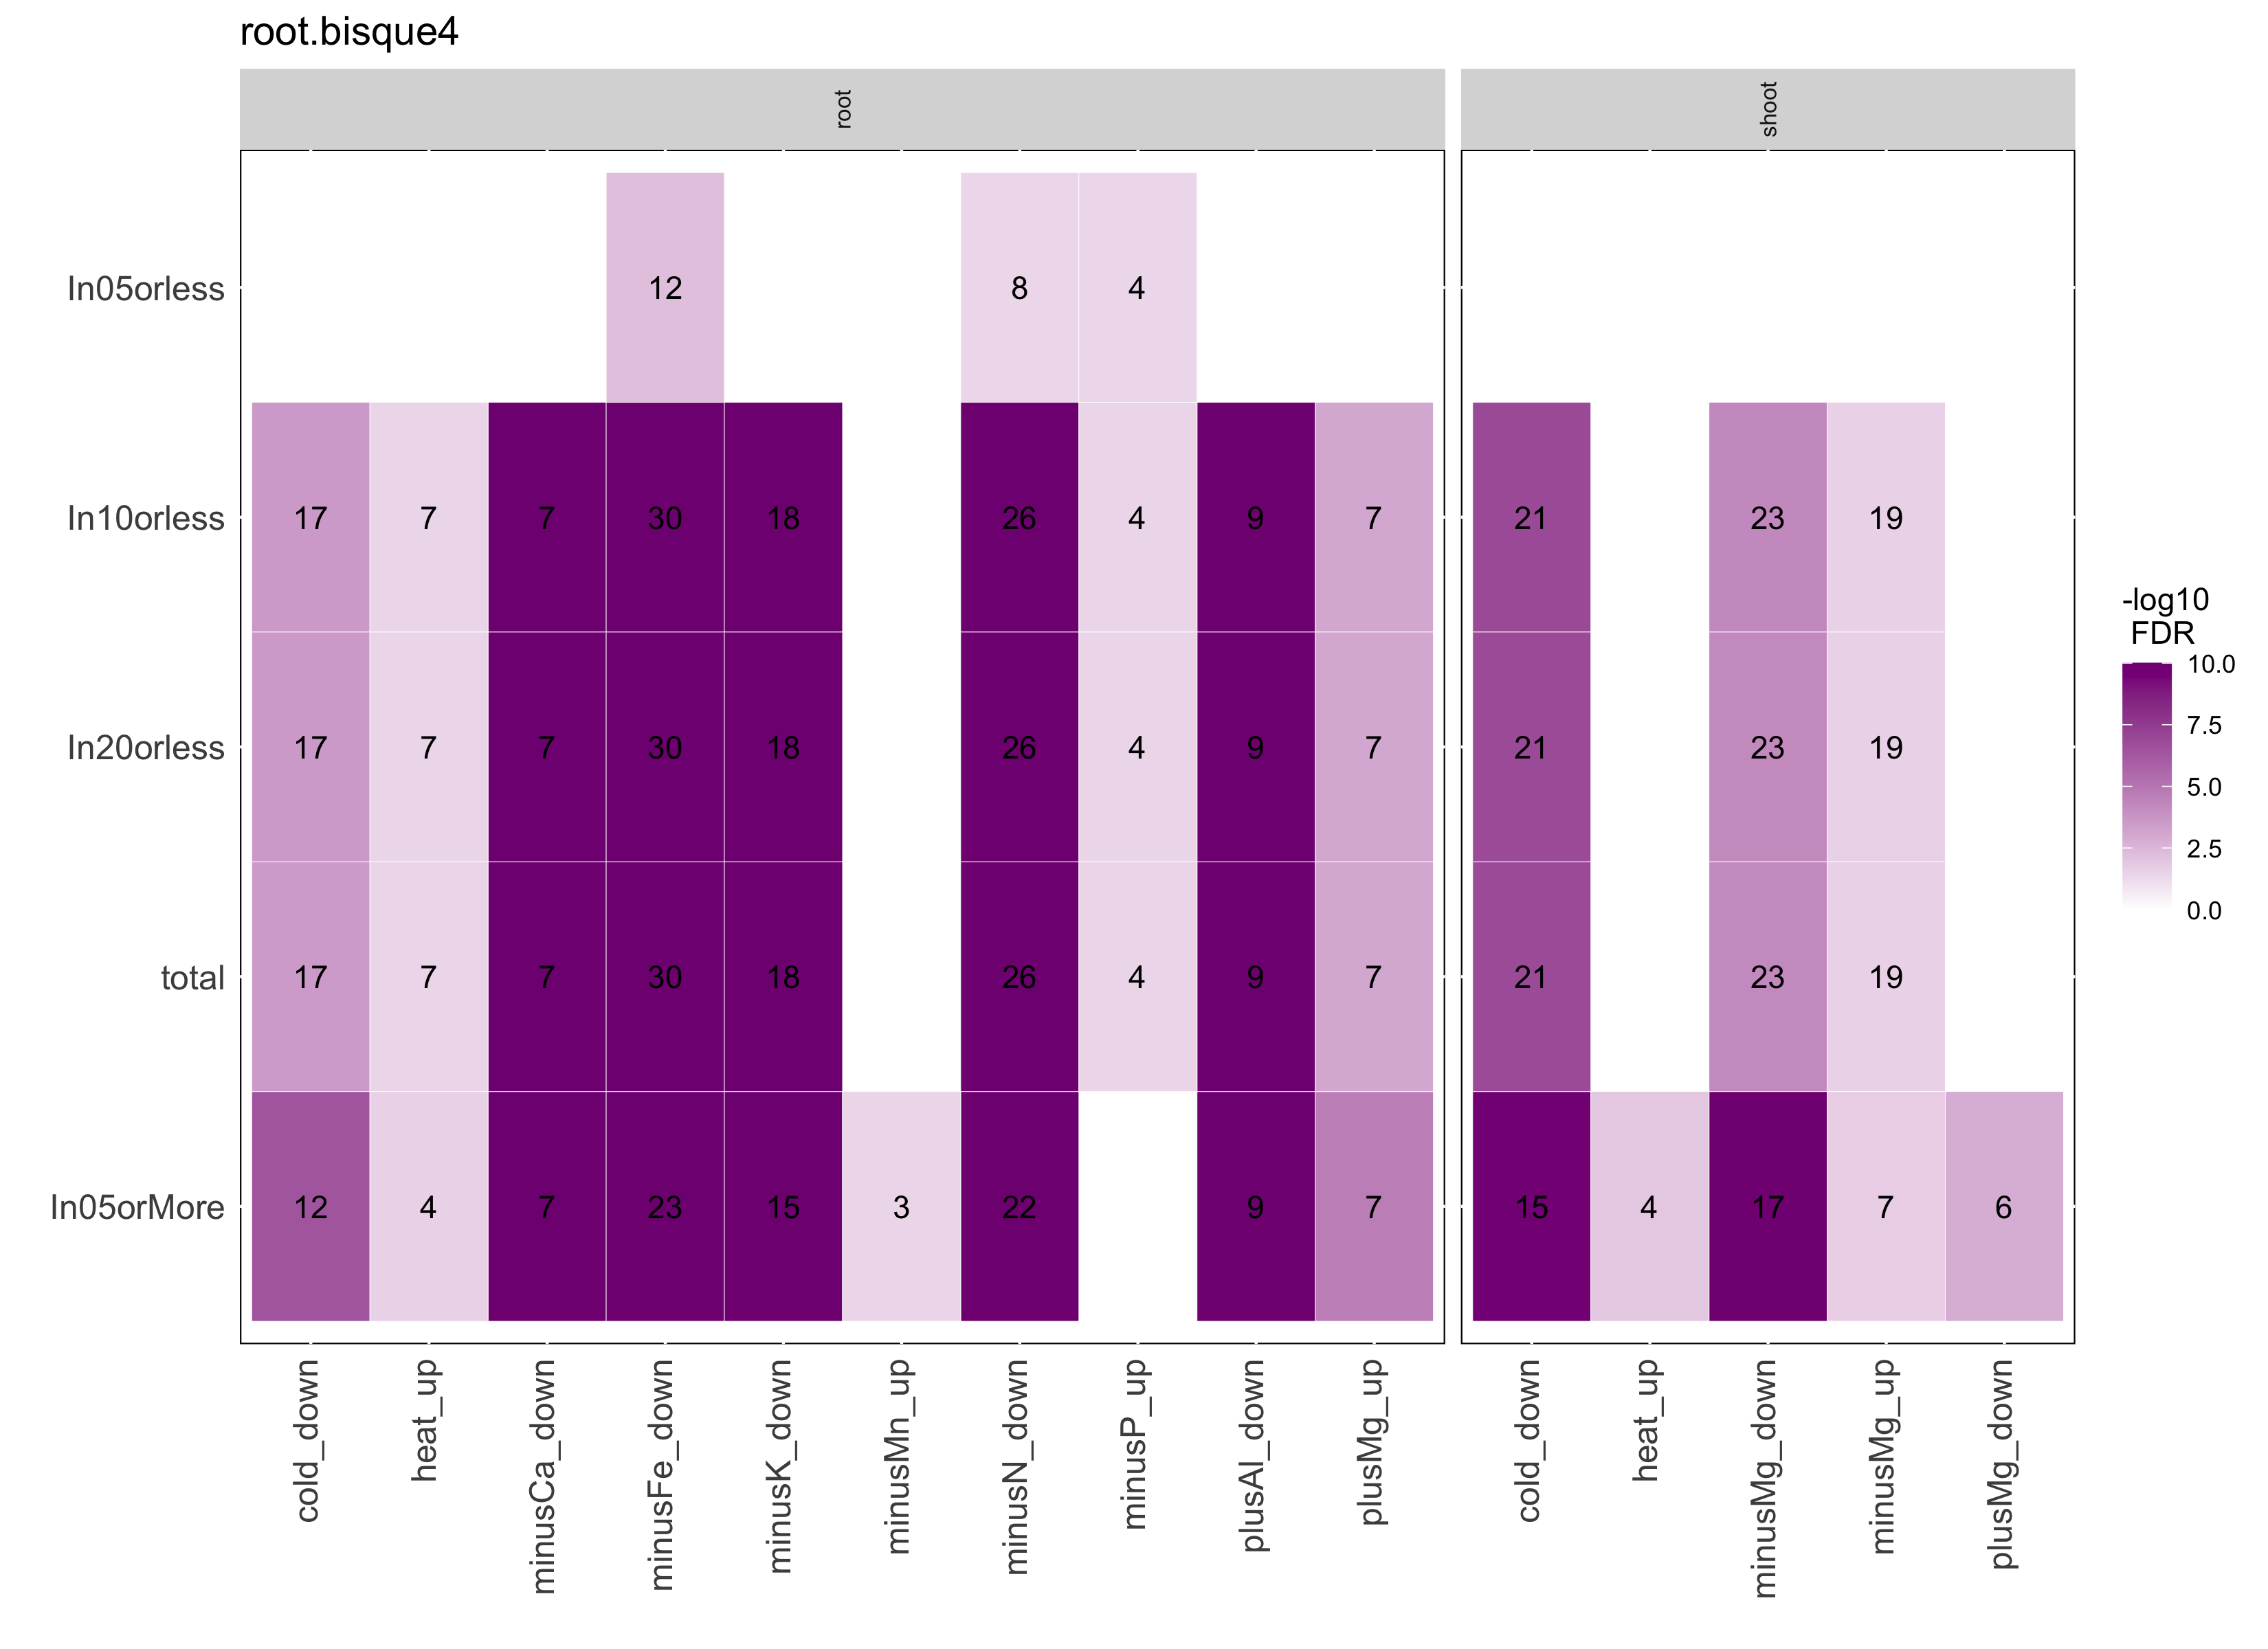 root.bisque4
root shoot
In05orless 12 8 4
In10orless 17 7 7 30 18 26 4 9 7 21 23 19
In20orless 17 7 7 30 18 26 4 9 7 21 23 19
total 17 7 7 30 18 26 4 9 7 21 23 19
In05orMore 12 4 7 23 15 3 22 9 7 15 4 17 7 6
cold_down heat_up minusCa_down minusFe_down minusK_down minusMn_up minusN_down minusP_up plusAl_down plusMg_up cold_down heat_up minusMg_down minusMg_up plusMg_down
-log10
FDR
10.0
7.5
5.0
2.5
0.0